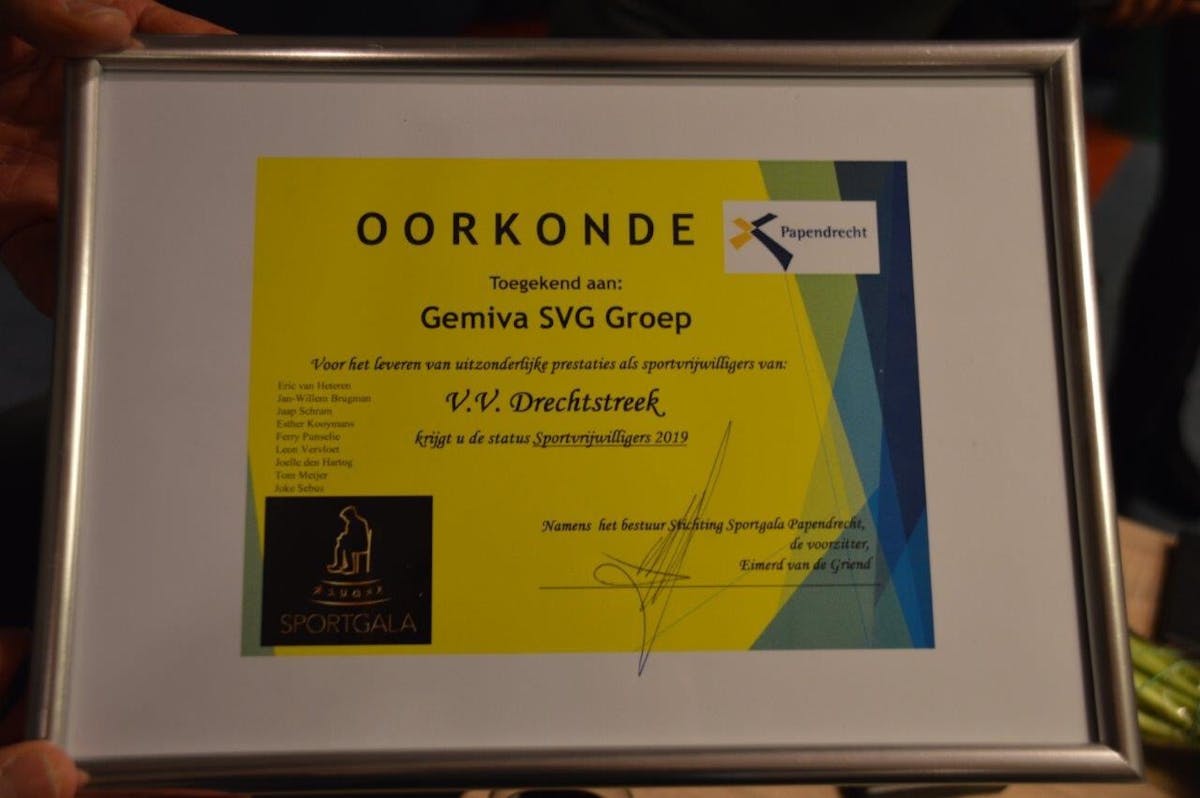 OORKONDE
Papendrecht
Toegekend aan:
Gemiva SVG Groep
Voor het leveren van uitzonderlijke prestaties als sportvrijwilligers van:
V.V. Drechtstreek
krijgt u de status Sportvrijwilligers 2019
Eric van Heteren
Jan-Willem Brugman
Jaap Schram
Esther Kooymans
Ferry Punselie
Leon Vervloet
Joelle den Hartog
Tom Meijer
Joke Sebus
SPORTGALA
Namens het bestuur Stichting Sportgala Papendrecht,
de voorzitter,
Eimerd van de Griend